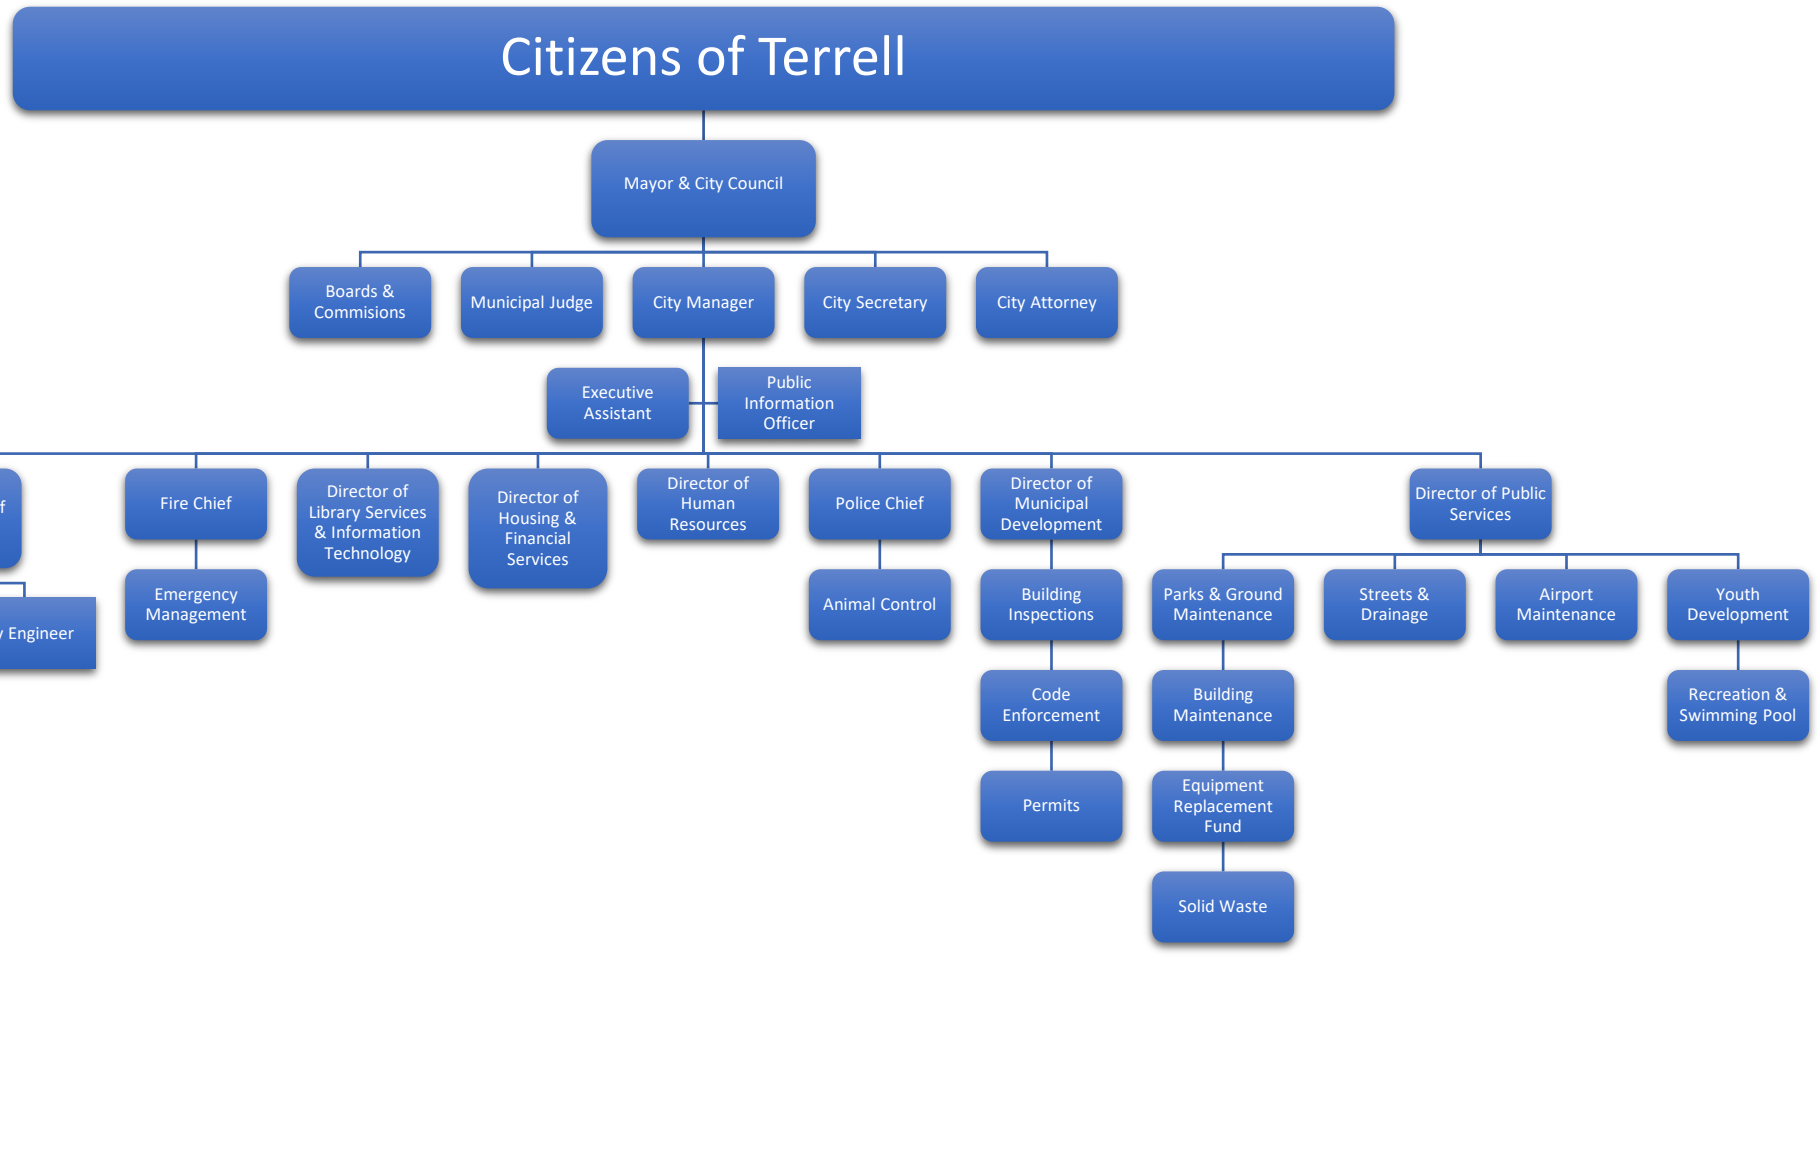 Citizens of Terrell
Mayor & City Council
Boards &
Commisions
Municipal Judge
City Manager
City Secretary
City Attorney
Executive
Assistant
Public
Information
Officer
Fire Chief
Director of
Library Services
& Information
Technology
Director of
Housing &
Financial
Services
Director of
Human
Resources
Police Chief
Director of
Municipal
Development
Director of Public
Services
Engineer
Emergency
Management
Animal Control
Building
Inspections
Parks & Ground
Maintenance
Streets &
Drainage
Airport
Maintenance
Youth
Development
Code
Enforcement
Building
Maintenance
Recreation &
Swimming Pool
Permits
Equipment
Replacement
Fund
Solid Waste